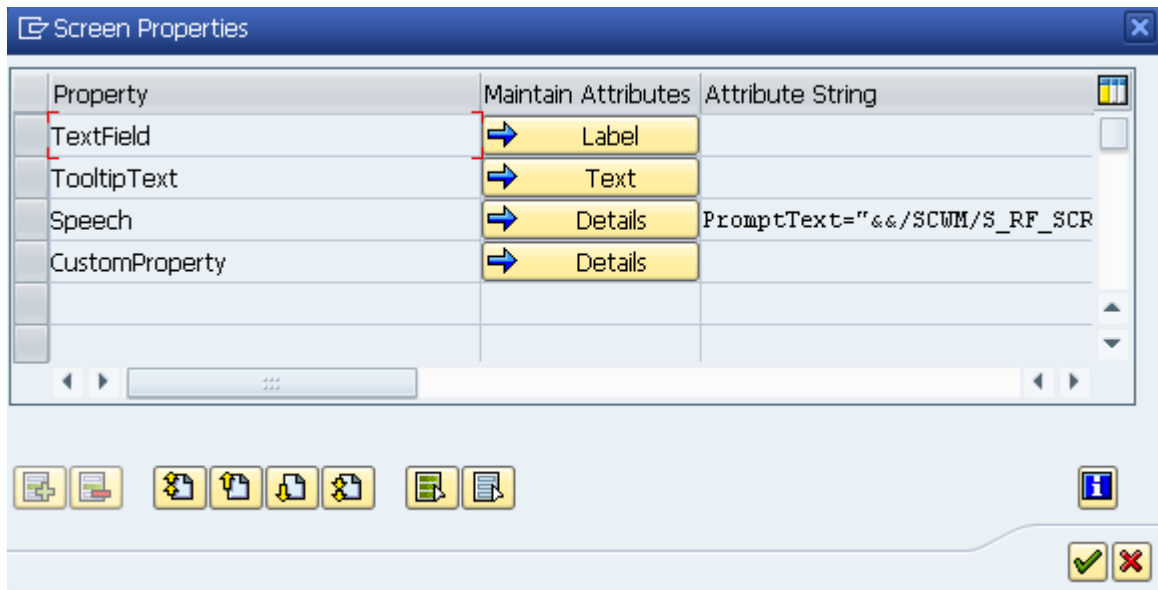 Screen Properties
Property Maintain Attributes Attribute String
TextField Label
TooltipText Text
Speech Details PromptText="&&/SCWM/S_RF_SCR
CustomProperty Details